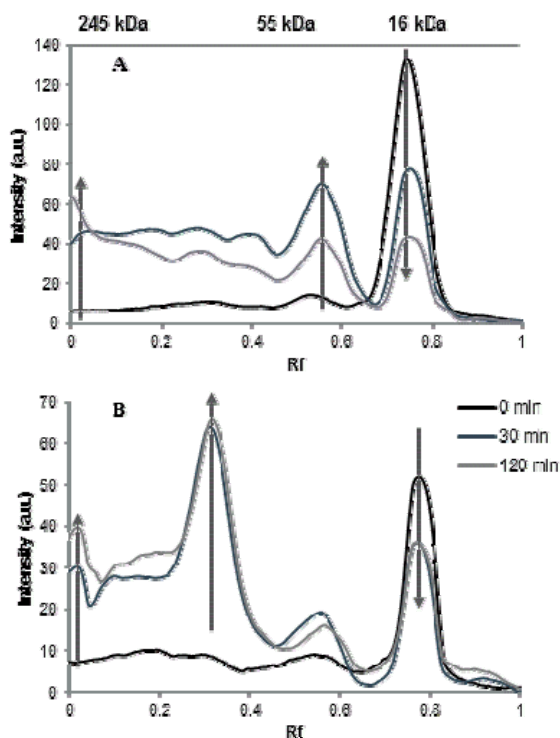 245 kDa 55 kDa 16 kDa
A
Intensity (a.u.)
140
120
100
80
60
40
20
0
0 0.2 0.4 0.6 0.8 1
Rf
B
Intensity (a.u.)
70
60
50
40
30
20
10
0
0 min
30 min
120 min
0 0.2 0.4 0.6 0.8 1
Rf